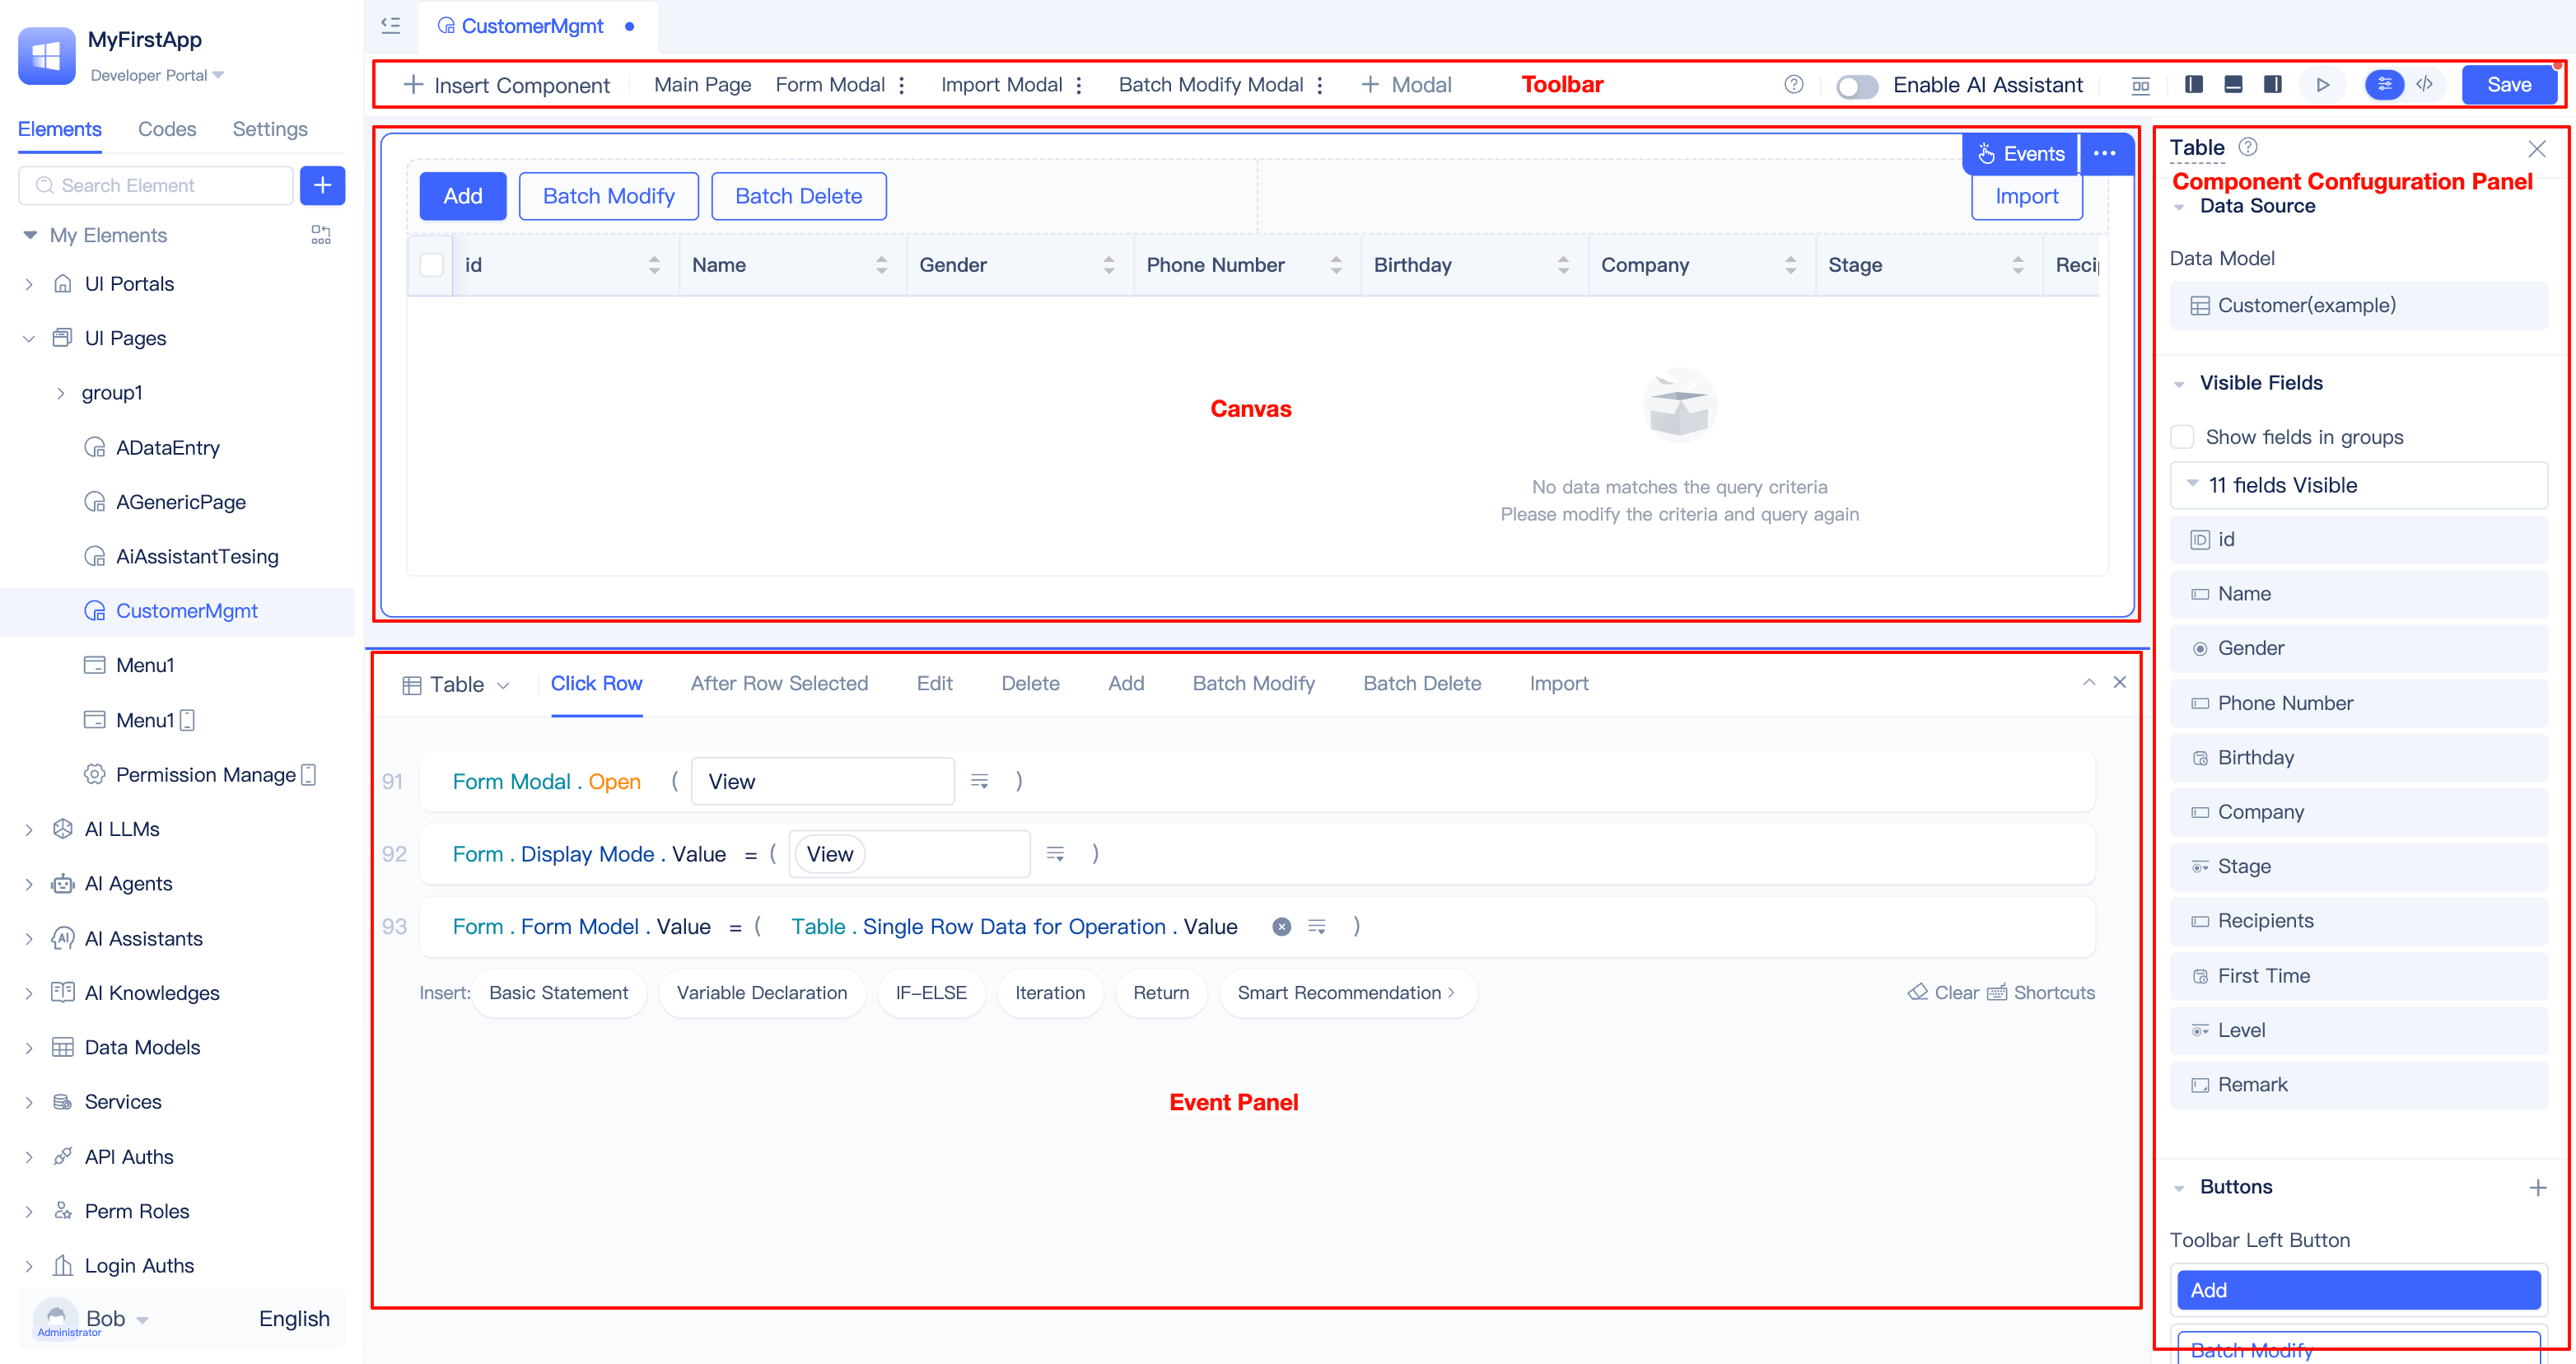 MyFirstApp
Developer Portal
Elements Codes Settings
Search Element
My Elements
UI Portals
UI Pages
group1
ADataEntry
AGenericPage
AiAssistantTesing
CustomerMgmt
Menu1
Menu1
Permission Manage
AI LLMs
AI Agents
AI Assistants
AI Knowledges
Data Models
Services
API Auths
Perm Roles
Login Auths
Bob English
Administrator
CustomerMgmt
Insert Component Main Page Form Modal Import Modal Batch Modify Modal + Modal Toolbar Enable AI Assistant Save
Events
Add Batch Modify Batch Delete Import
id Name Gender Phone Number Birthday Company Stage Recip
Canvas
No data matches the query criteria
Please modify the criteria and query again
Table Click Row After Row Selected Edit Delete Add Batch Modify Batch Delete Import
91 Form Modal . Open ( View )
92 Form . Display Mode . Value = ( View )
93 Form . Form Model . Value = ( Table . Single Row Data for Operation . Value )
Insert: Basic Statement Variable Declaration IF-ELSE Iteration Return Smart Recommendation > Clear Shortcuts
Event Panel
Table
Component Confuguration Panel
Data Source
Data Model
Customer(example)
Visible Fields
Show fields in groups
11 fields Visible
id
Name
Gender
Phone Number
Birthday
Company
Stage
Recipients
First Time
Level
Remark
Buttons
Toolbar Left Button
Add
Batch Modify